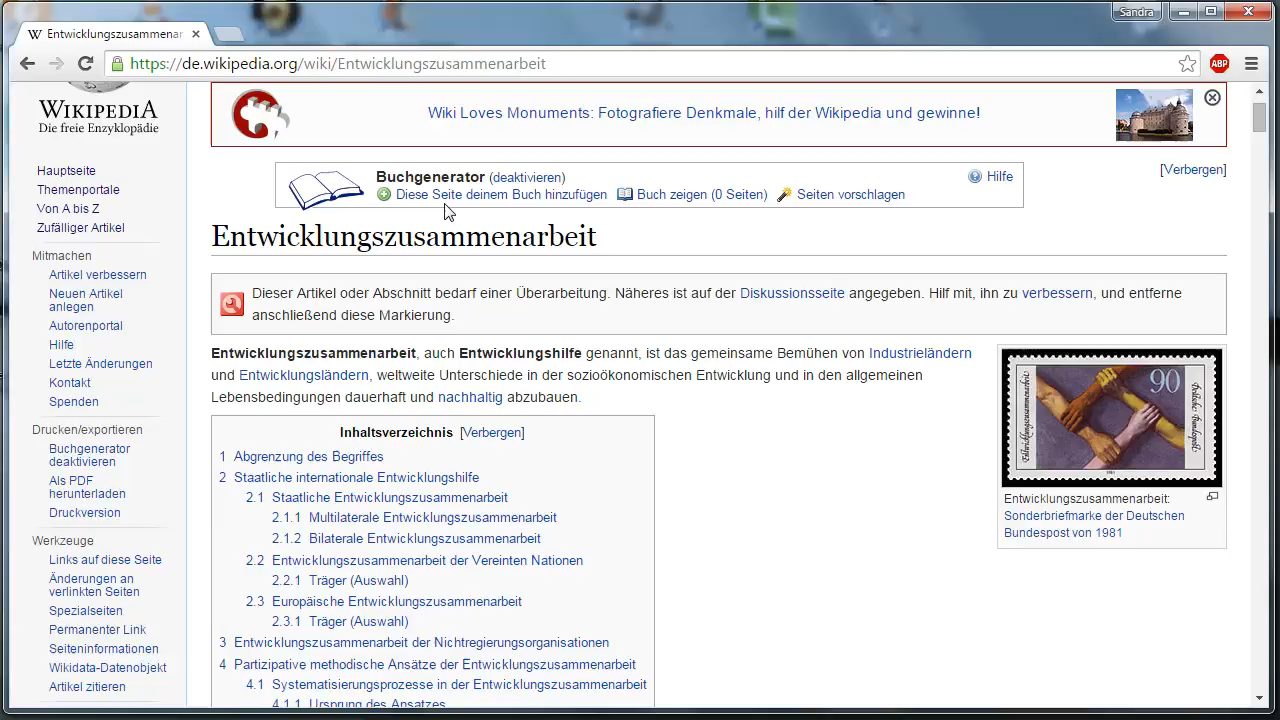 Sandra
W Entwicklungszusammenar
https://de.wikipedia.org/wiki/Entwicklungszusammenarbeit
ABP
WIKIPEDIA
Die freie Enzyklopädie
Hauptseite
Themenportale
Von A bis Z
Zufälliger Artikel
Mitmachen
Artikel verbessern
Neuen Artikel
anlegen
Autorenportal
Hilfe
Letzte Änderungen
Kontakt
Spenden
Drucken/exportieren
Buchgenerator
deaktivieren
Als PDF
herunterladen
Druckversion
Werkzeuge
Links auf diese Seite
Änderungen an
verlinkten Seiten
Spezialseiten
Permanenter Link
Seiteninformationen
Wikidata-Datenobjekt
Artikel zitieren
Wiki Loves Monuments: Fotografiere Denkmale, hilf der Wikipedia und gewinne!
[Verbergen]
Buchgenerator (deaktivieren)
Hilfe
Diese Seite deinem Buch hinzufügen Buch zeigen (0 Seiten) Seiten vorschlagen
Entwicklungszusammenarbeit
Dieser Artikel oder Abschnitt bedarf einer Überarbeitung. Näheres ist auf der Diskussionsseite angegeben. Hilf mit, ihn zu verbessern, und entferne
anschließend diese Markierung.
Entwicklungszusammenarbeit, auch Entwicklungshilfe genannt, ist das gemeinsame Bemühen von Industrieländern
und Entwicklungsländern, weltweite Unterschiede in der sozioökonomischen Entwicklung und in den allgemeinen
Lebensbedingungen dauerhaft und nachhaltig abzubauen.
Inhaltsverzeichnis [Verbergen]
1 Abgrenzung des Begriffes
2 Staatliche internationale Entwicklungshilfe
2.1 Staatliche Entwicklungszusammenarbeit
2.1.1 Multilaterale Entwicklungszusammenarbeit
2.1.2 Bilaterale Entwicklungszusammenarbeit
2.2 Entwicklungszusammenarbeit der Vereinten Nationen
2.2.1 Träger (Auswahl)
2.3 Europäische Entwicklungszusammenarbeit
2.3.1 Träger (Auswahl)
3 Entwicklungszusammenarbeit der Nichtregierungsorganisationen
4 Partizipative methodische Ansätze der Entwicklungszusammenarbeit
4.1 Systematisierungsprozesse in der Entwicklungszusammenarbeit
4.1.1 Ursprung des Ansatzes
Entwicklungszusammenarbeit
90
Deutsche Bundespost
1981
Entwicklungszusammenarbeit:
Sonderbriefmarke der Deutschen
Bundespost von 1981